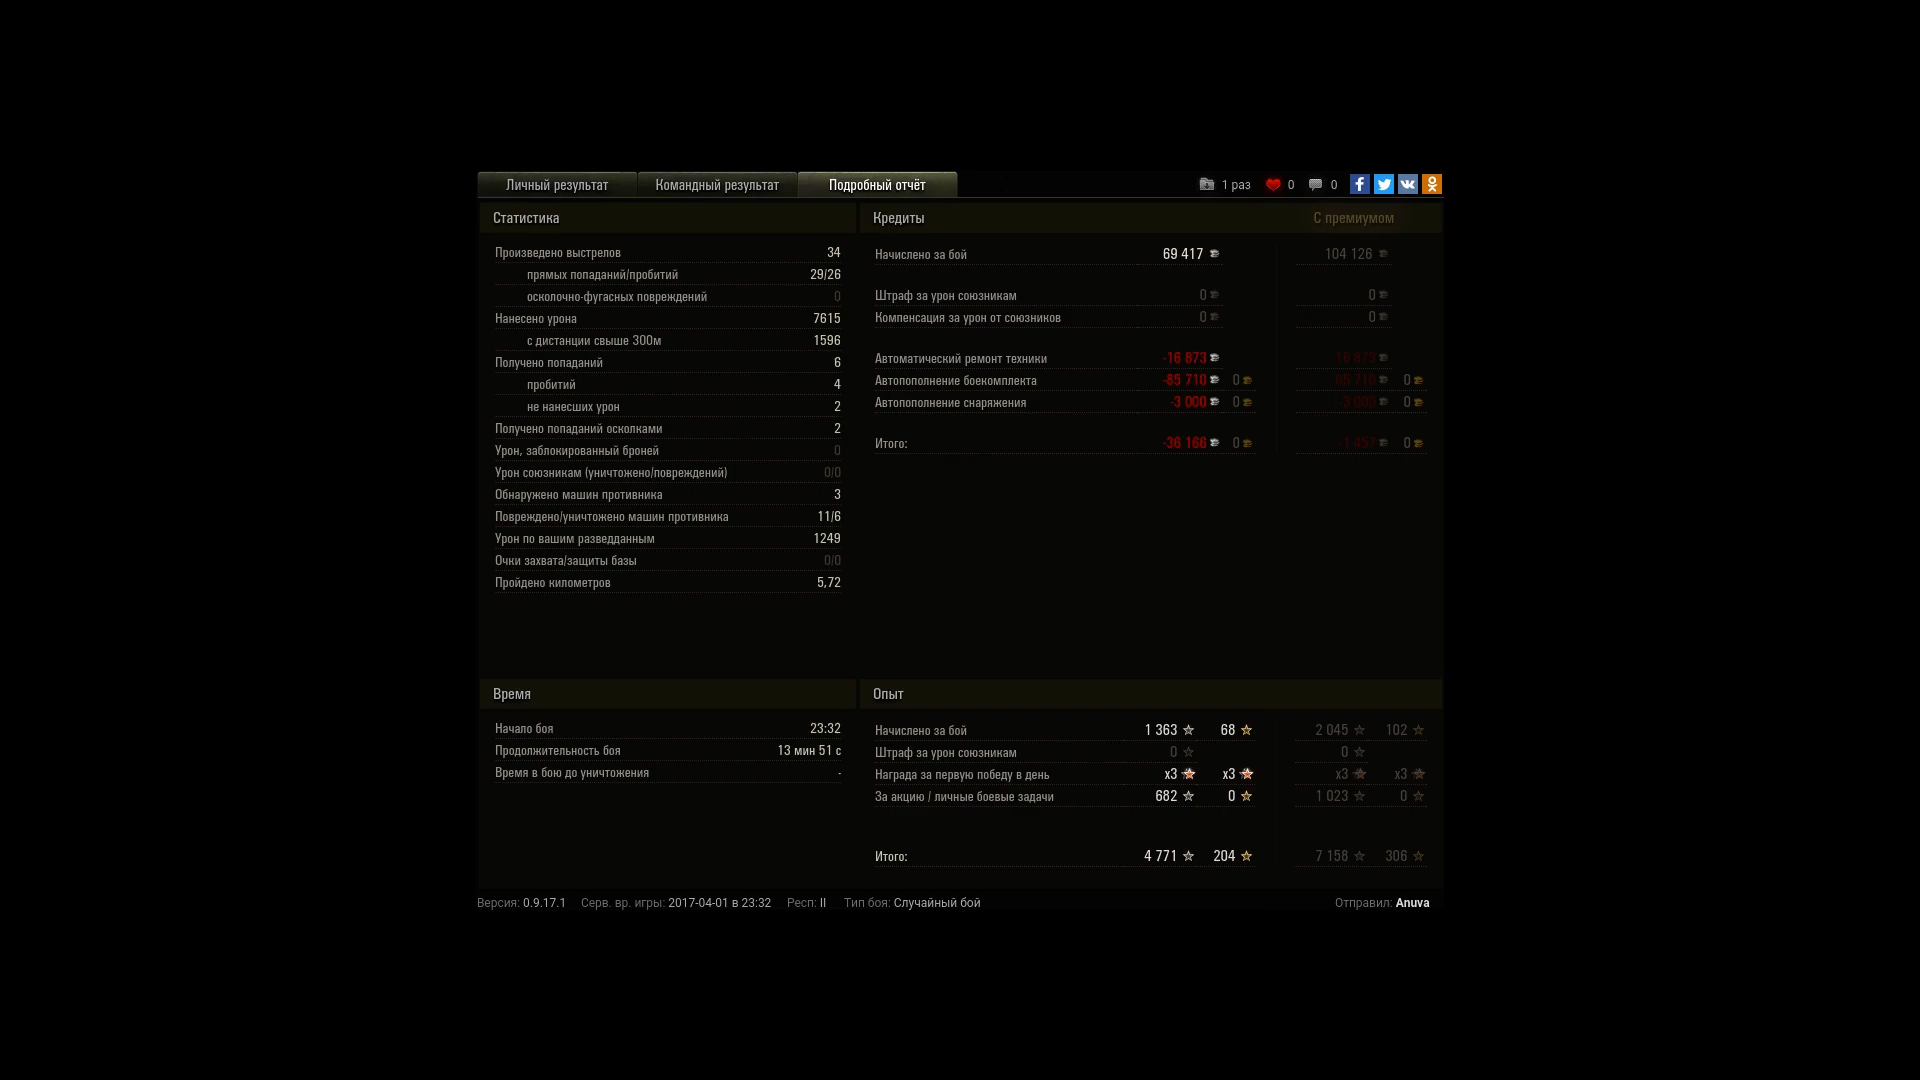 Личный результат Командный результат Подробный отчёт 1 раз 0 0
Статистика
Произведено выстрелов 34
прямых попаданий/пробитий 29/26
осколочно-фугасных повреждений 0
Нанесено урона 7615
с дистанции свыше 300м 1596
Получено попаданий 6
пробитий 4
не нанесших урон 2
Получено попаданий осколками 2
Урон, заблокированный броней 0
Урон союзникам (уничтожено/повреждений) 0/0
Обнаружено машин противника 3
Повреждено/уничтожено машин противника 11/6
Урон по вашим разведданным 1249
Очки захвата/защиты базы 0/0
Пройдено километров 5,72
Кредиты С премиумом
Начислено за бой 69 417 104 126
Штраф за урон союзникам 0 0
Компенсация за урон от союзников 0 0
Автоматический ремонт техники -16 873 -16 873
Автопополнение боекомплекта -85 710 0 -85 710 0
Автопополнение снаряжения -3 000 0 -3 000 0
Итого: -36 166 0 -1 457 0
Время
Начало боя 23:32
Продолжительность боя 13 мин 51 с
Время в бою до уничтожения -
Опыт
Начислено за бой 1 363 68 2 045 102
Штраф за урон союзникам 0 0
Награда за первую победу в день x3 x3 x3 x3
За акцию / личные боевые задачи 682 0 1 023 0
Итого: 4 771 204 7 158 306
Версия: 0.9.17.1 Серв. вр. игры: 2017-04-01 в 23:32 Респ: II Тип боя: Случайный бой Отправил: Anuva